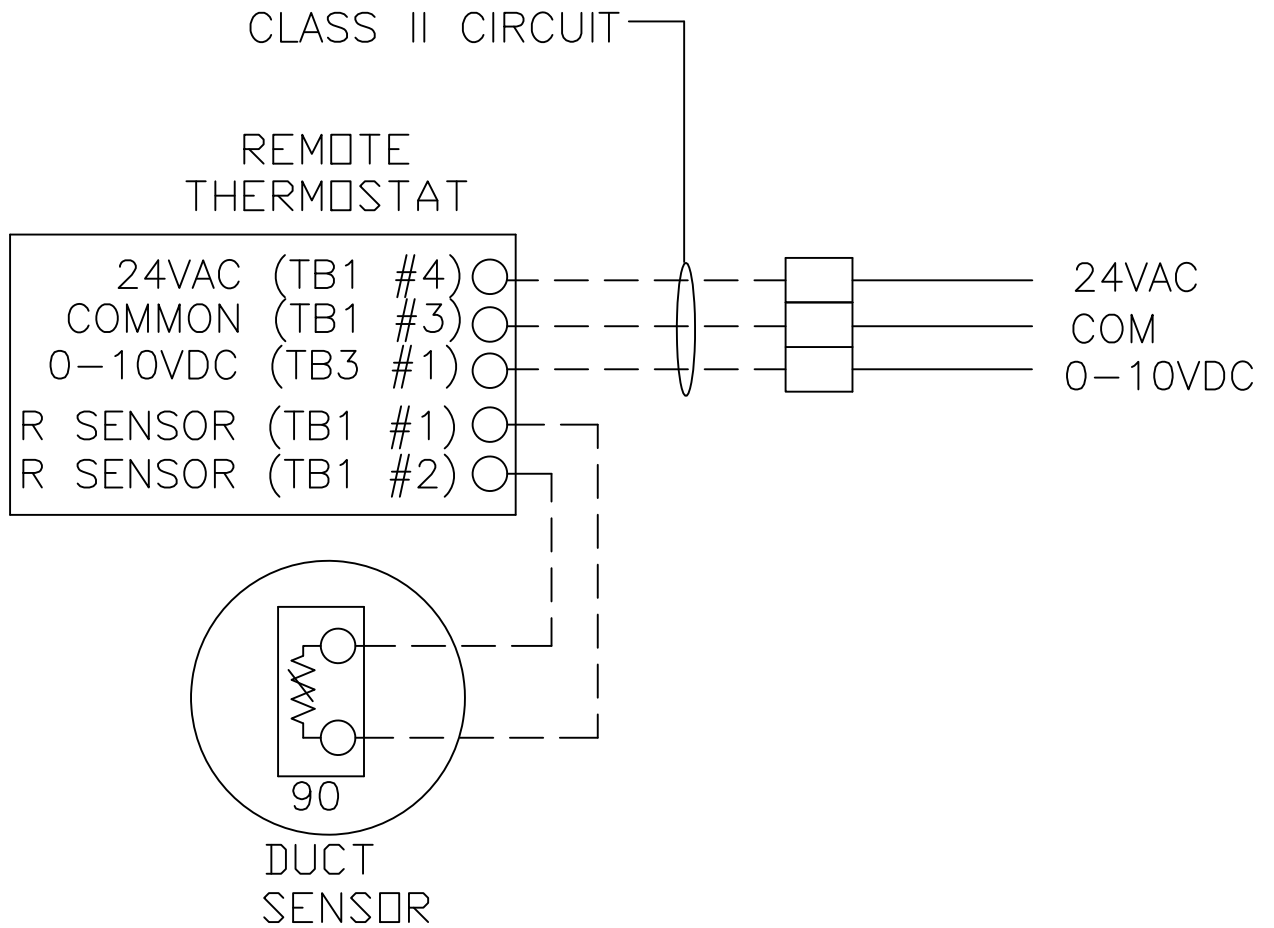 CLASS II CIRCUIT
REMOTE
THERMOSTAT
24VAC (TB1 #4)
COMMON (TB1 #3)
0-10VDC (TB3 #1)
R SENSOR (TB1 #1)
R SENSOR (TB1 #2)
24VAC
COM
0-10VDC
90
DUCT
SENSOR